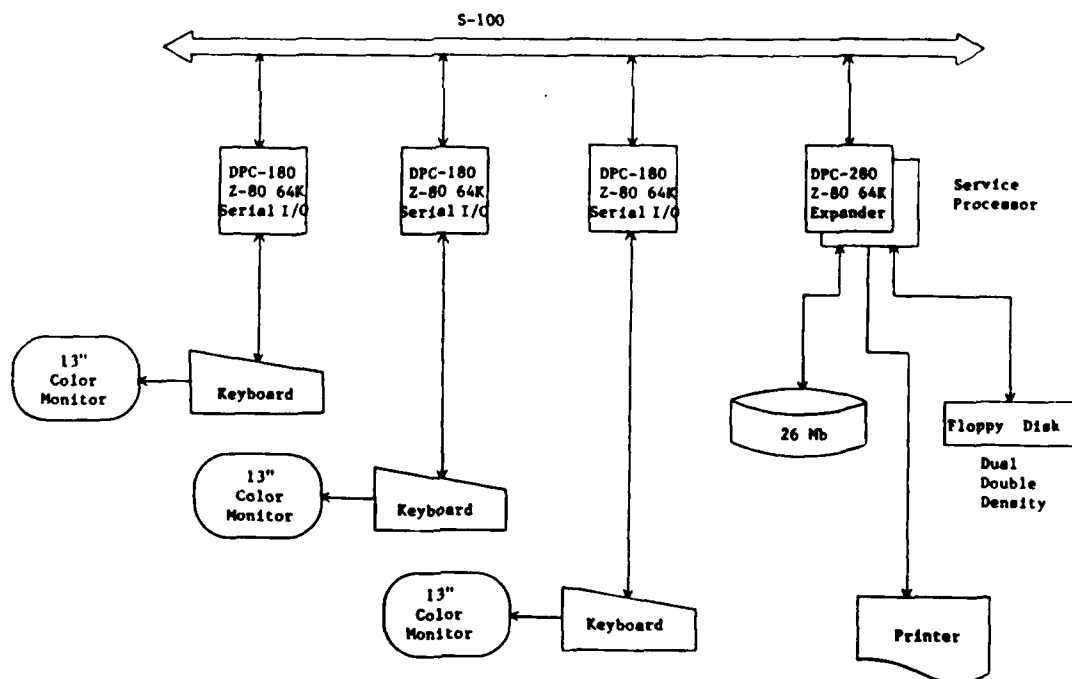 S-100
DPC-180
Z-80 64K
Serial I/O
DPC-180
Z-80 64K
Serial I/O
DPC-180
Z-80 64K
Serial I/O
DPC-280
Z-80 64K
Expander
Service
Processor
13"
Color
Monitor
Keyboard
13"
Color
Monitor
Keyboard
13"
Color
Monitor
Keyboard
26 Mb
Floppy Disk
Dual
Double
Density
Printer